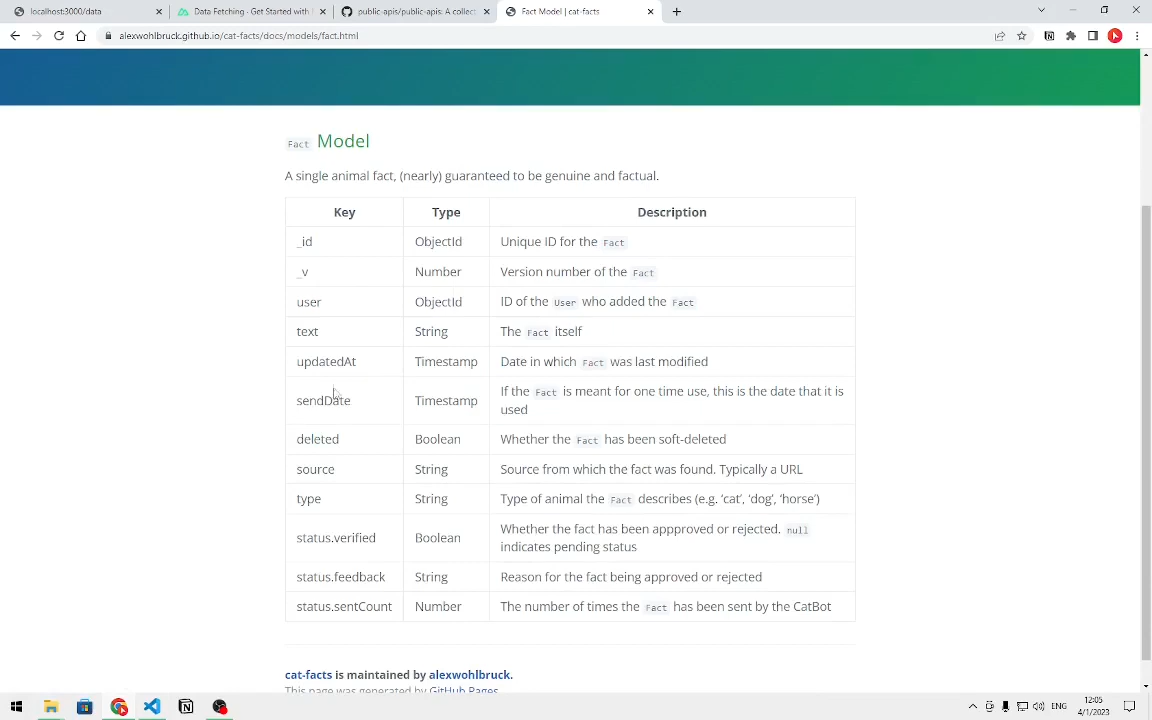 localhost:3000/data
Data Fetching · Get Started with
public-apis/public-apis: A collect
Fact Model | cat-facts
alexwohlbruck.github.io/cat-facts/docs/models/fact.html
Fact Model
A single animal fact, (nearly) guaranteed to be genuine and factual.
Key Type Description
_id ObjectId Unique ID for the Fact
_v Number Version number of the Fact
user ObjectId ID of the User who added the Fact
text String The Fact itself
updatedAt Timestamp Date in which Fact was last modified
sendDate Timestamp If the Fact is meant for one time use, this is the date that it is
used
deleted Boolean Whether the Fact has been soft-deleted
source String Source from which the fact was found. Typically a URL
type String Type of animal the Fact describes (e.g. ‘cat’, ‘dog’, ‘horse’)
status.verified Boolean Whether the fact has been appproved or rejected. null
indicates pending status
status.feedback String Reason for the fact being approved or rejected
status.sentCount Number The number of times the Fact has been sent by the CatBot
cat-facts is maintained by alexwohlbruck.
This page was generated by GitHub Pages.
ENG
12:05
4/1/2023